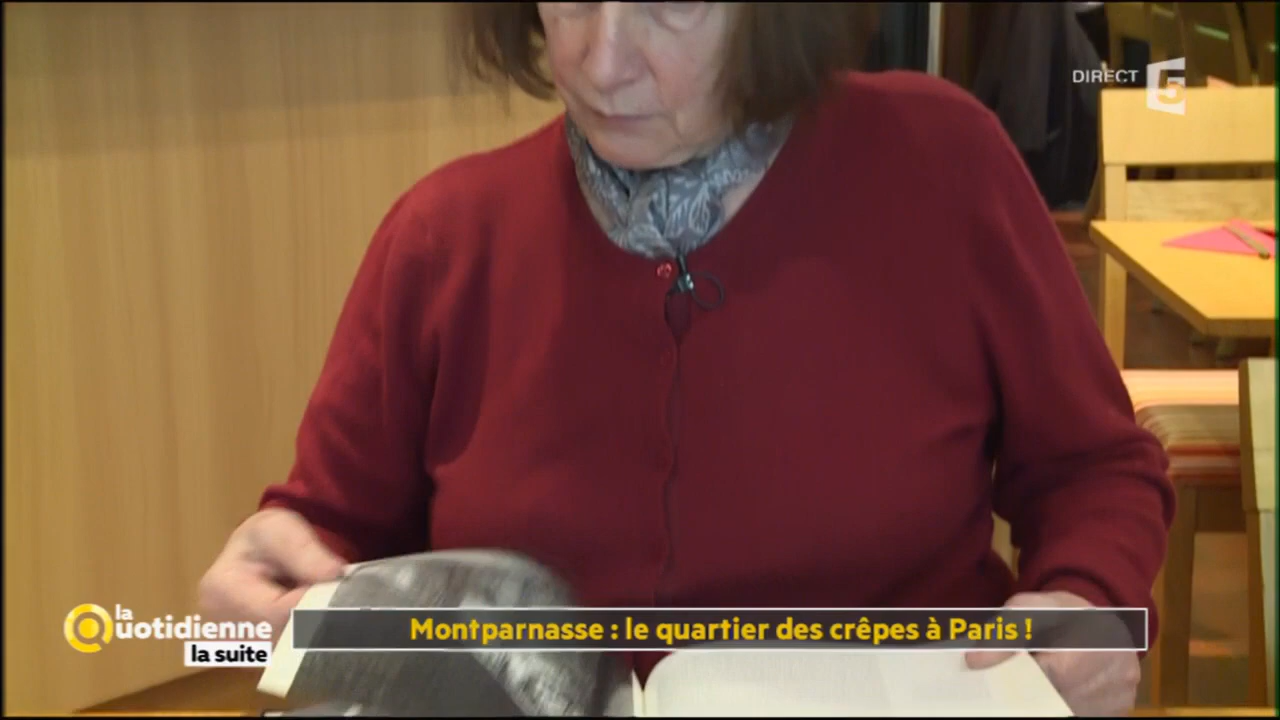 DIRECT 5
la
Quotidienne
la suite
Montparnasse : le quartier des crêpes à Paris !